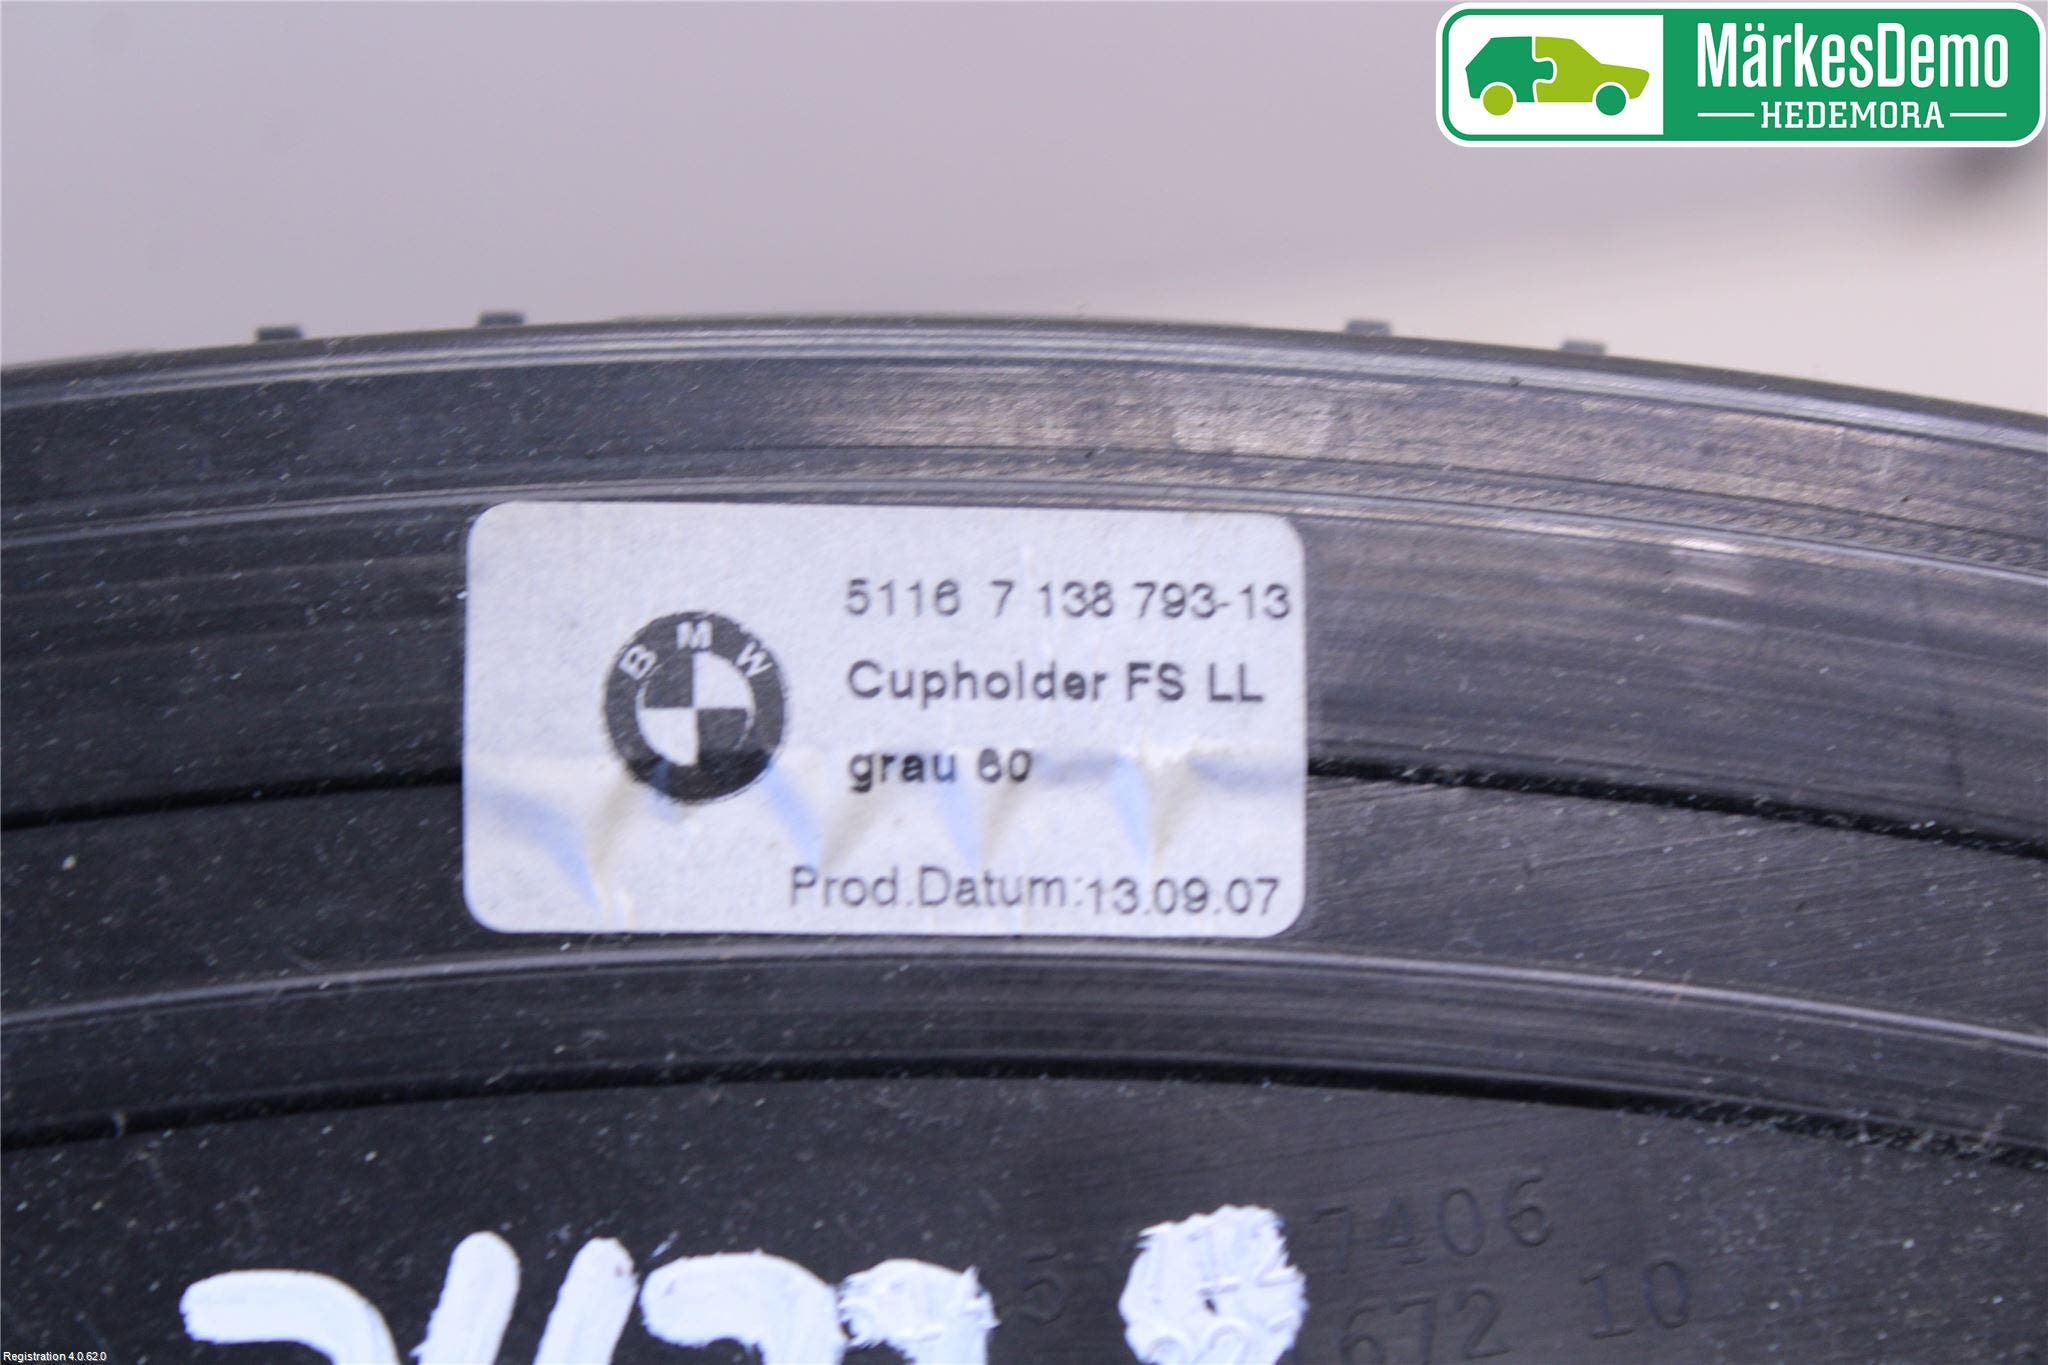 MärkesDemo
HEDEMORA
5116 7 138 793-13
BMW
Cupholder FS LL
grau 60
Prod.Datum:13.09.07
7406
672 10
Registration 4.0.62.0